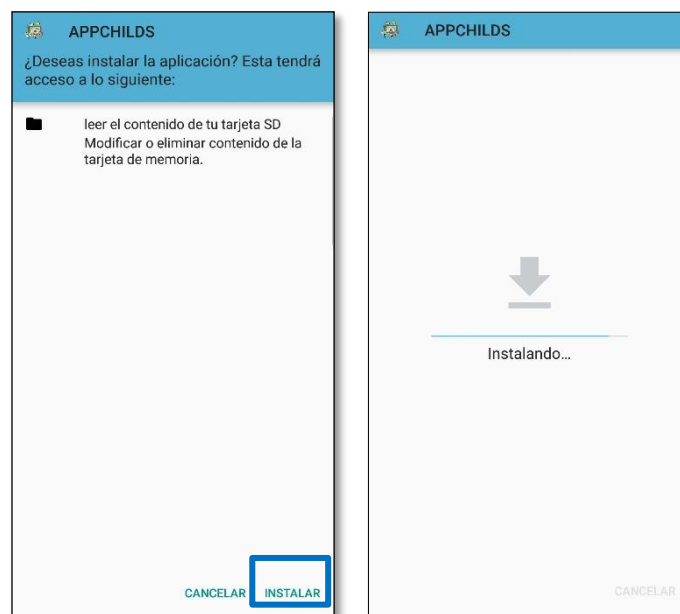 APPCHILDS
¿Deseas instalar la aplicación? Esta tendrá
acceso a lo siguiente:
leer el contenido de tu tarjeta SD
Modificar o eliminar contenido de la
tarjeta de memoria.
CANCELAR INSTALAR
APPCHILDS
Instalando...
CANCELAR